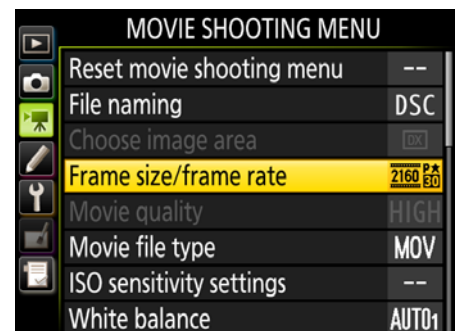 MOVIE SHOOTING MENU
Reset movie shooting menu --
File naming DSC
Choose image area DX
Frame size/frame rate 2160 P★ 30
Movie quality HIGH
Movie file type MOV
ISO sensitivity settings --
White balance AUTO1